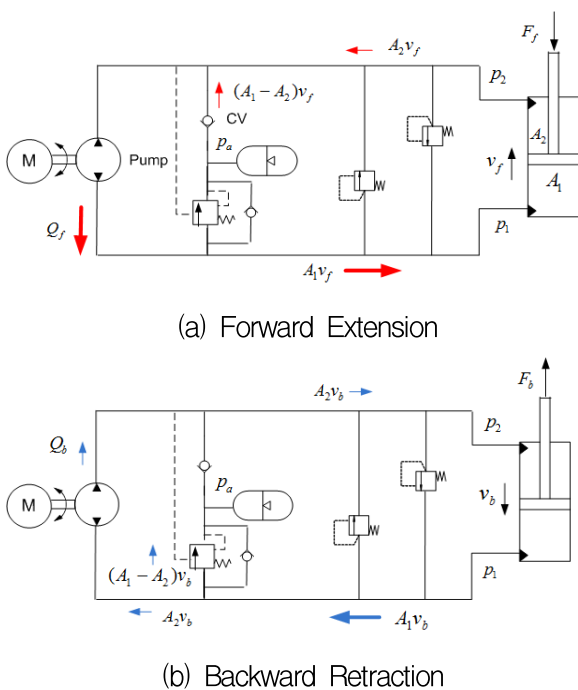 A₂v_f
F_f
p₂
(A₁ − A₂)v_f
CV
p_a
A₂
M
Pump
v_f
A₁
Q_f
p₁
A₁v_f
(a) Forward Extension
F_b
A₂v_b
p₂
Q_b
p_a
v_b
M
(A₁ − A₂)v_b
p₁
A₂v_b
A₁v_b
(b) Backward Retraction